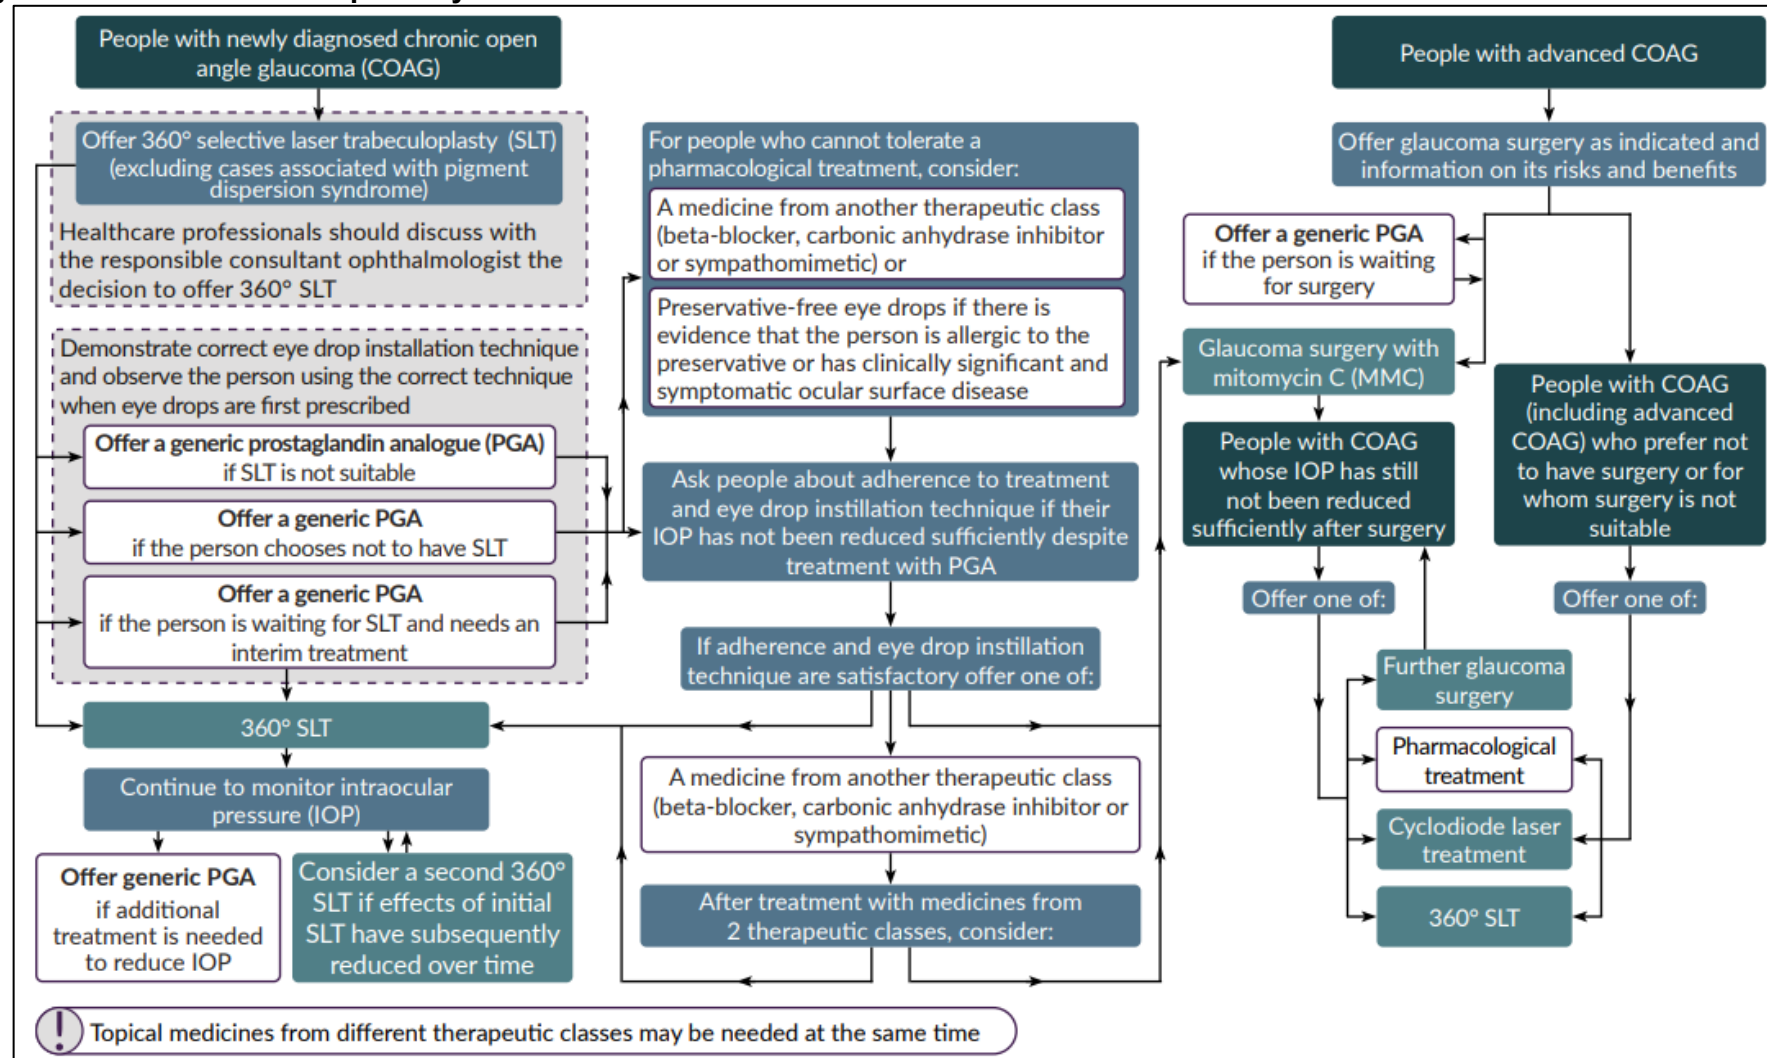 People with newly diagnosed chronic open
angle glaucoma (COAG)
Offer 360° selective laser trabeculoplasty (SLT)
(excluding cases associated with pigment
dispersion syndrome)
Healthcare professionals should discuss with
the responsible consultant ophthalmologist the
decision to offer 360° SLT
Demonstrate correct eye drop installation technique
and observe the person using the correct technique
when eye drops are first prescribed
Offer a generic prostaglandin analogue (PGA)
if SLT is not suitable
Offer a generic PGA
if the person chooses not to have SLT
Offer a generic PGA
if the person is waiting for SLT and needs an
interim treatment
360° SLT
Continue to monitor intraocular
pressure (IOP)
Offer generic PGA
if additional
treatment is needed
to reduce IOP
Consider a second 360°
SLT if effects of initial
SLT have subsequently
reduced over time
For people who cannot tolerate a
pharmacological treatment, consider:
A medicine from another therapeutic class
(beta-blocker, carbonic anhydrase inhibitor
or sympathomimetic) or
Preservative-free eye drops if there is
evidence that the person is allergic to the
preservative or has clinically significant and
symptomatic ocular surface disease
Ask people about adherence to treatment
and eye drop instillation technique if their
IOP has not been reduced sufficiently despite
treatment with PGA
If adherence and eye drop instillation
technique are satisfactory offer one of:
A medicine from another therapeutic class
(beta-blocker, carbonic anhydrase inhibitor or
sympathomimetic)
After treatment with medicines from
2 therapeutic classes, consider:
People with advanced COAG
Offer glaucoma surgery as indicated and
information on its risks and benefits
Offer a generic PGA
if the person is waiting
for surgery
Glaucoma surgery with
mitomycin C (MMC)
People with COAG
whose IOP has still
not been reduced
sufficiently after surgery
Offer one of:
People with COAG
(including advanced
COAG) who prefer not
to have surgery or for
whom surgery is not
suitable
Offer one of:
Further glaucoma
surgery
Pharmacological
treatment
Cyclodiode laser
treatment
360° SLT
! Topical medicines from different therapeutic classes may be needed at the same time